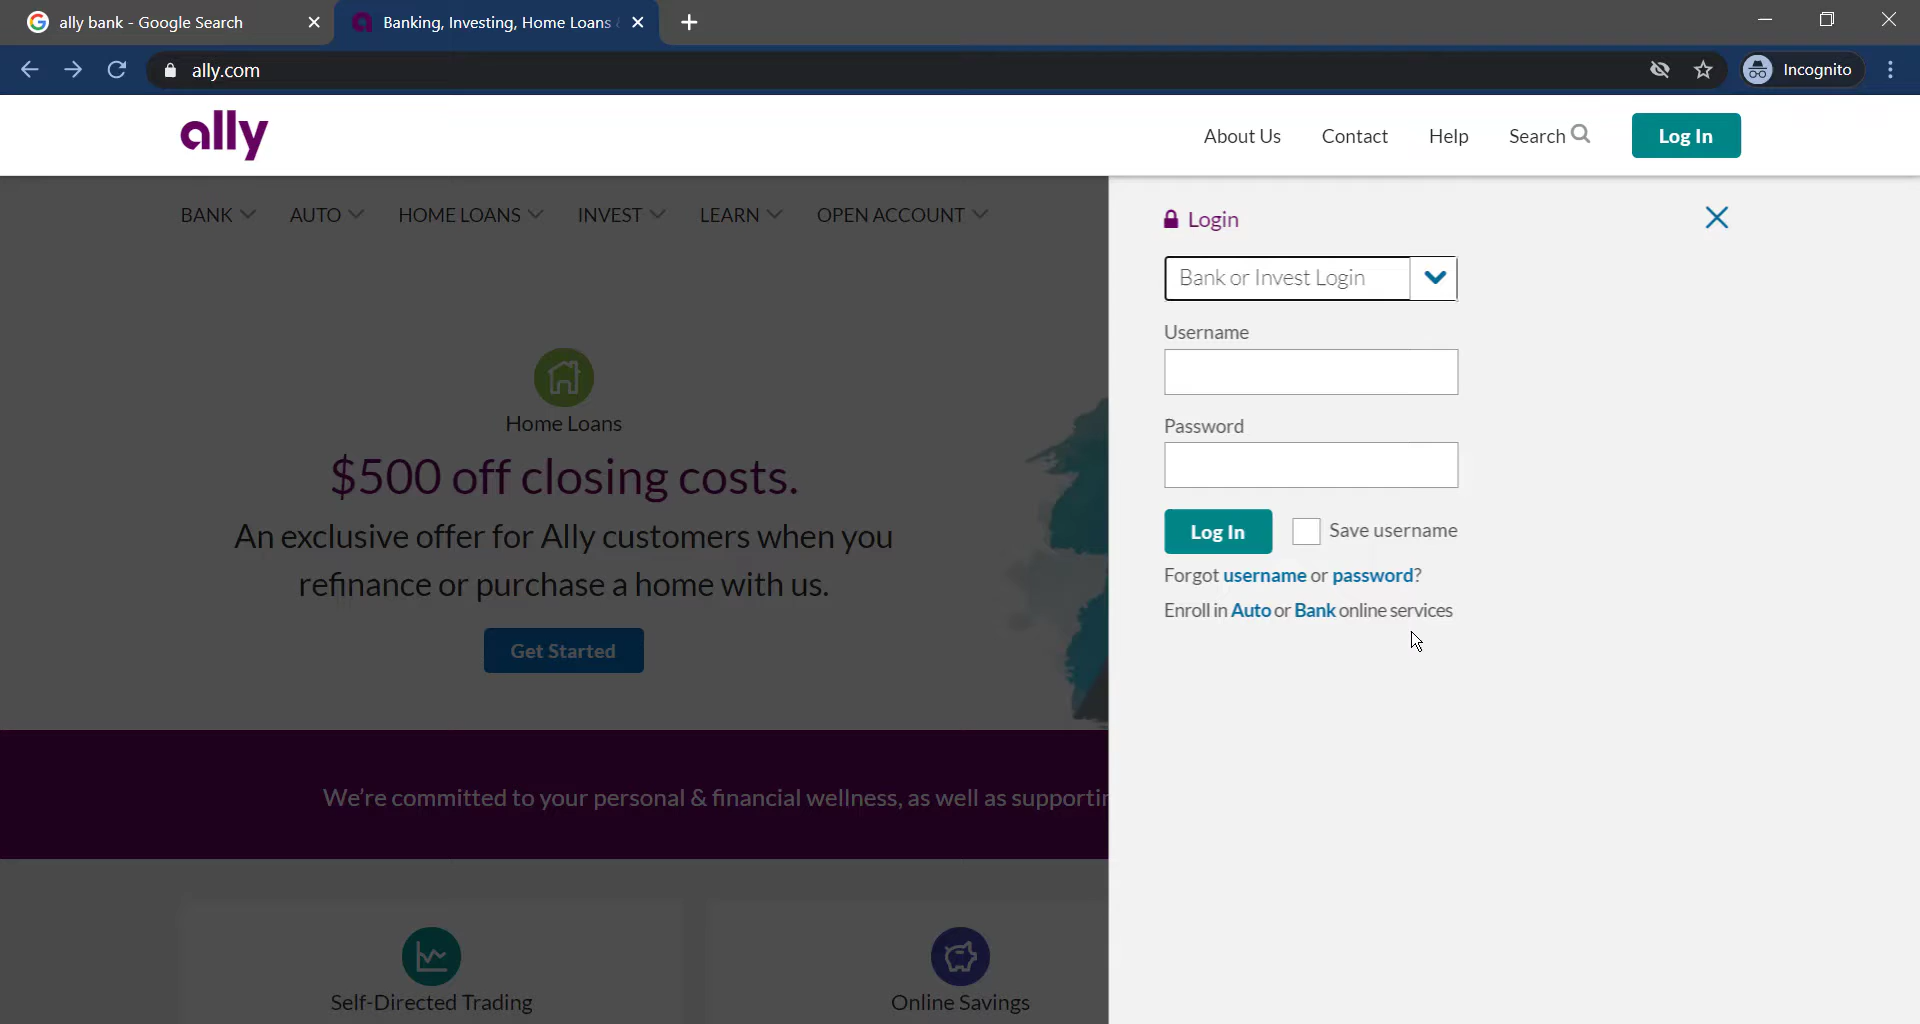 ally bank - Google Search
Banking, Investing, Home Loans
ally.com
Incognito
ally
About Us
Contact
Help
Search
Log In
BANK
AUTO
HOME LOANS
INVEST
LEARN
OPEN ACCOUNT
Home Loans
$500 off closing costs.
An exclusive offer for Ally customers when you
refinance or purchase a home with us.
Get Started
We're committed to your personal & financial wellness, as well as supportin
Self-Directed Trading
Online Savings
Login
Bank or Invest Login
Username
Password
Log In
Save username
Forgot username or password?
Enroll in Auto or Bank online services